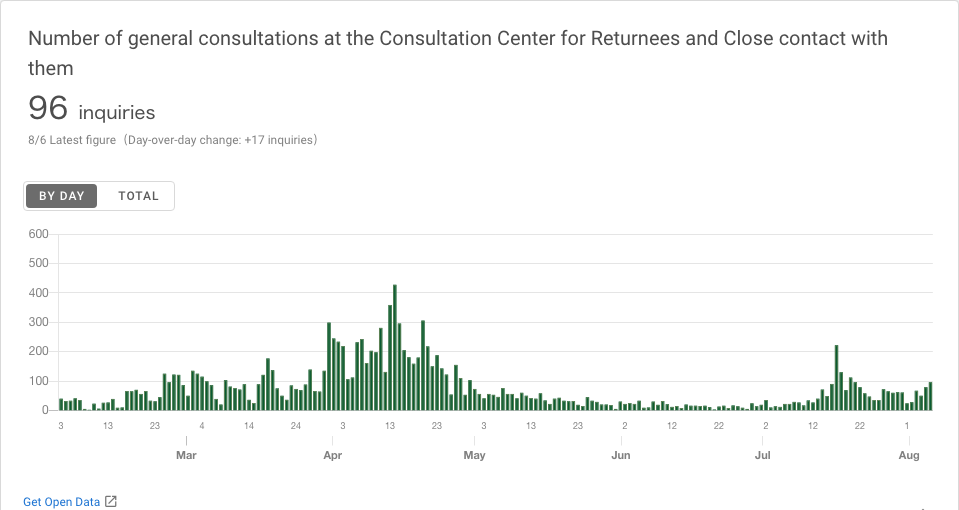 Number of general consultations at the Consultation Center for Returnees and Close contact with
them
96 inquiries
8/6 Latest figure (Day-over-day change: +17 inquiries)
BY DAY TOTAL
600
500
400
300
200
100
0
3 13 23 4 14 24 3 13 23 3 13 23 2 12 22 2 12 22 1
Mar Apr May Jun Jul Aug
Get Open Data